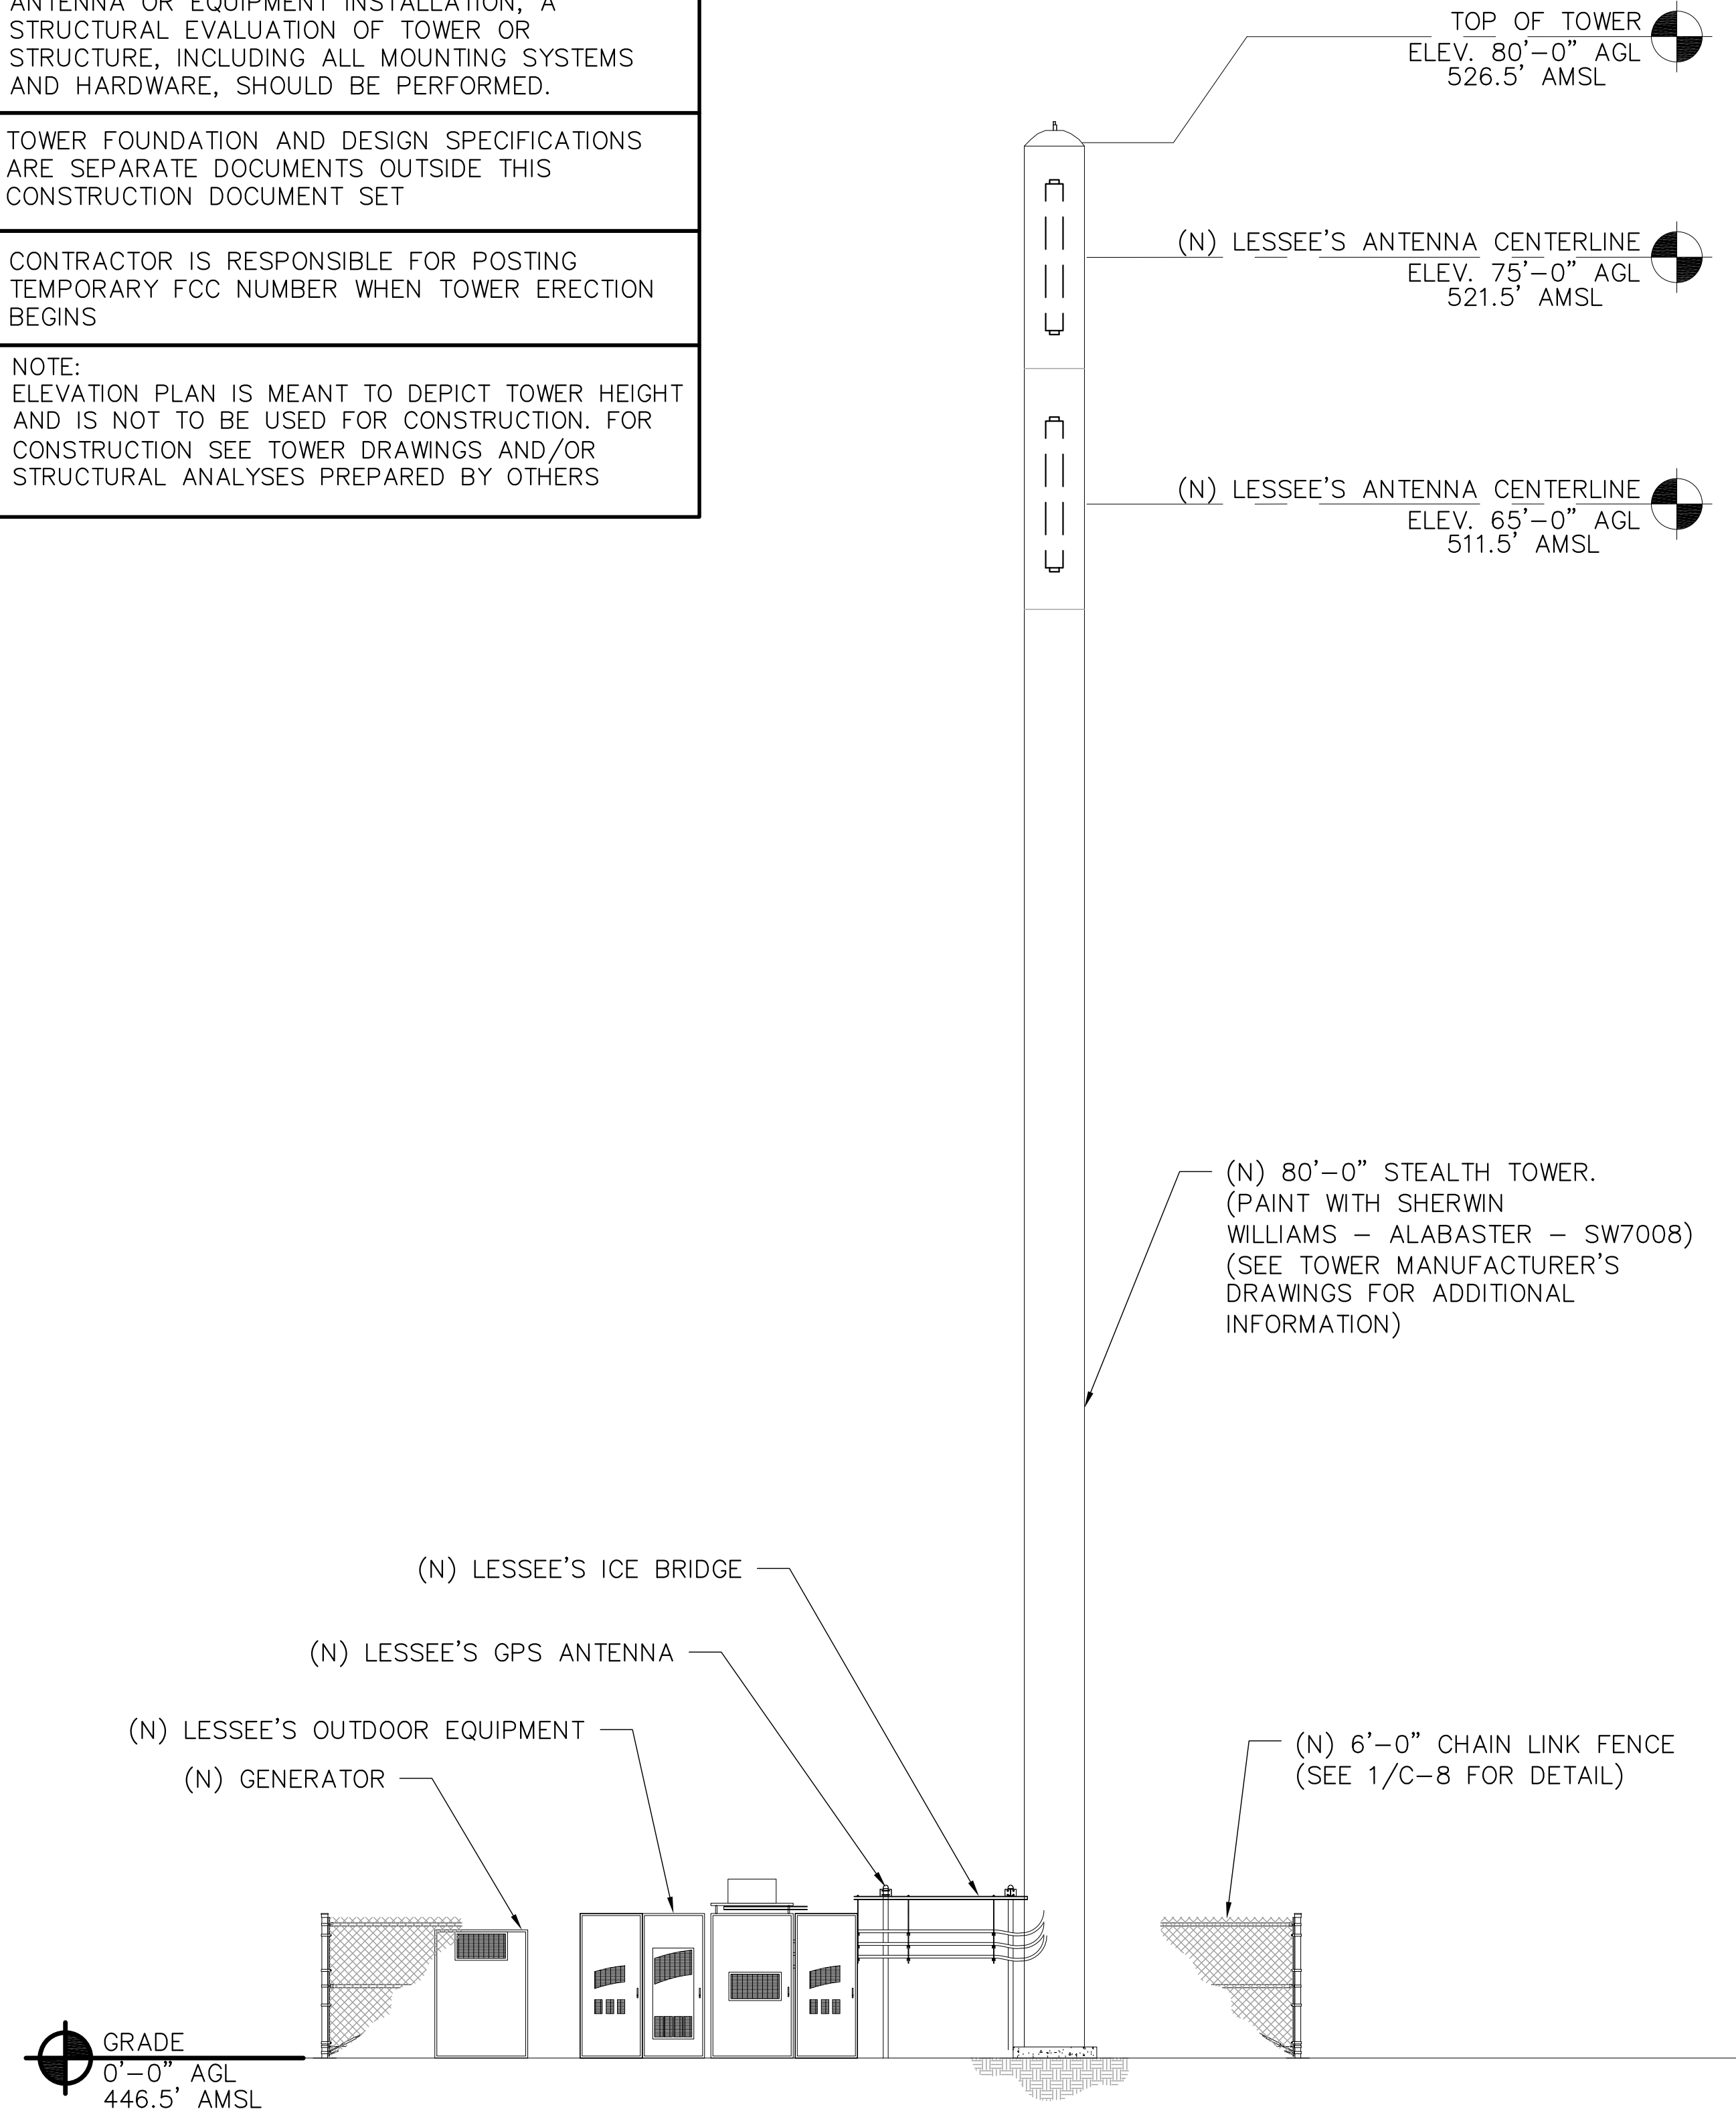 ANTENNA OR EQUIPMENT INSTALLATION, A
STRUCTURAL EVALUATION OF TOWER OR
STRUCTURE, INCLUDING ALL MOUNTING SYSTEMS
AND HARDWARE, SHOULD BE PERFORMED.
TOWER FOUNDATION AND DESIGN SPECIFICATIONS
ARE SEPARATE DOCUMENTS OUTSIDE THIS
CONSTRUCTION DOCUMENT SET
CONTRACTOR IS RESPONSIBLE FOR POSTING
TEMPORARY FCC NUMBER WHEN TOWER ERECTION
BEGINS
NOTE:
ELEVATION PLAN IS MEANT TO DEPICT TOWER HEIGHT
AND IS NOT TO BE USED FOR CONSTRUCTION. FOR
CONSTRUCTION SEE TOWER DRAWINGS AND/OR
STRUCTURAL ANALYSES PREPARED BY OTHERS
TOP OF TOWER
ELEV. 80'-0" AGL
526.5' AMSL
(N) LESSEE'S ANTENNA CENTERLINE
ELEV. 75'-0" AGL
521.5' AMSL
(N) LESSEE'S ANTENNA CENTERLINE
ELEV. 65'-0" AGL
511.5' AMSL
(N) 80'-0" STEALTH TOWER.
(PAINT WITH SHERWIN
WILLIAMS - ALABASTER - SW7008)
(SEE TOWER MANUFACTURER'S
DRAWINGS FOR ADDITIONAL
INFORMATION)
(N) LESSEE'S ICE BRIDGE
(N) LESSEE'S GPS ANTENNA
(N) LESSEE'S OUTDOOR EQUIPMENT
(N) GENERATOR
(N) 6'-0" CHAIN LINK FENCE
(SEE 1/C-8 FOR DETAIL)
GRADE
0'-0" AGL
446.5' AMSL